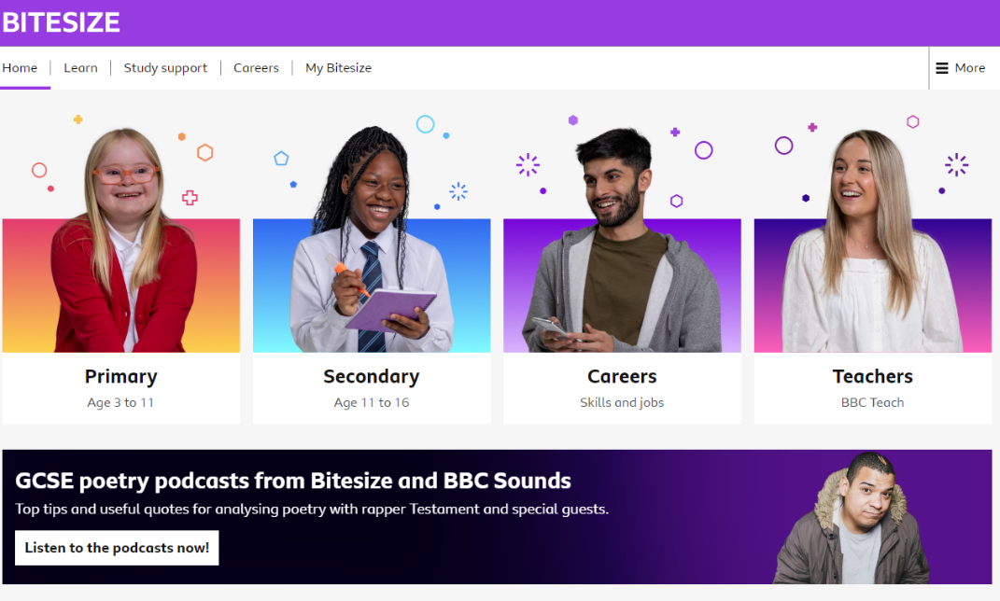 BITESIZE
Home
Learn
Study support
Careers
My Bitesize
More
Primary
Age 3 to 11
Secondary
Age 11 to 16
Careers
Skills and jobs
Teachers
BBC Teach
GCSE poetry podcasts from Bitesize and BBC Sounds
Top tips and useful quotes for analysing poetry with rapper Testament and special guests.
Listen to the podcasts now!